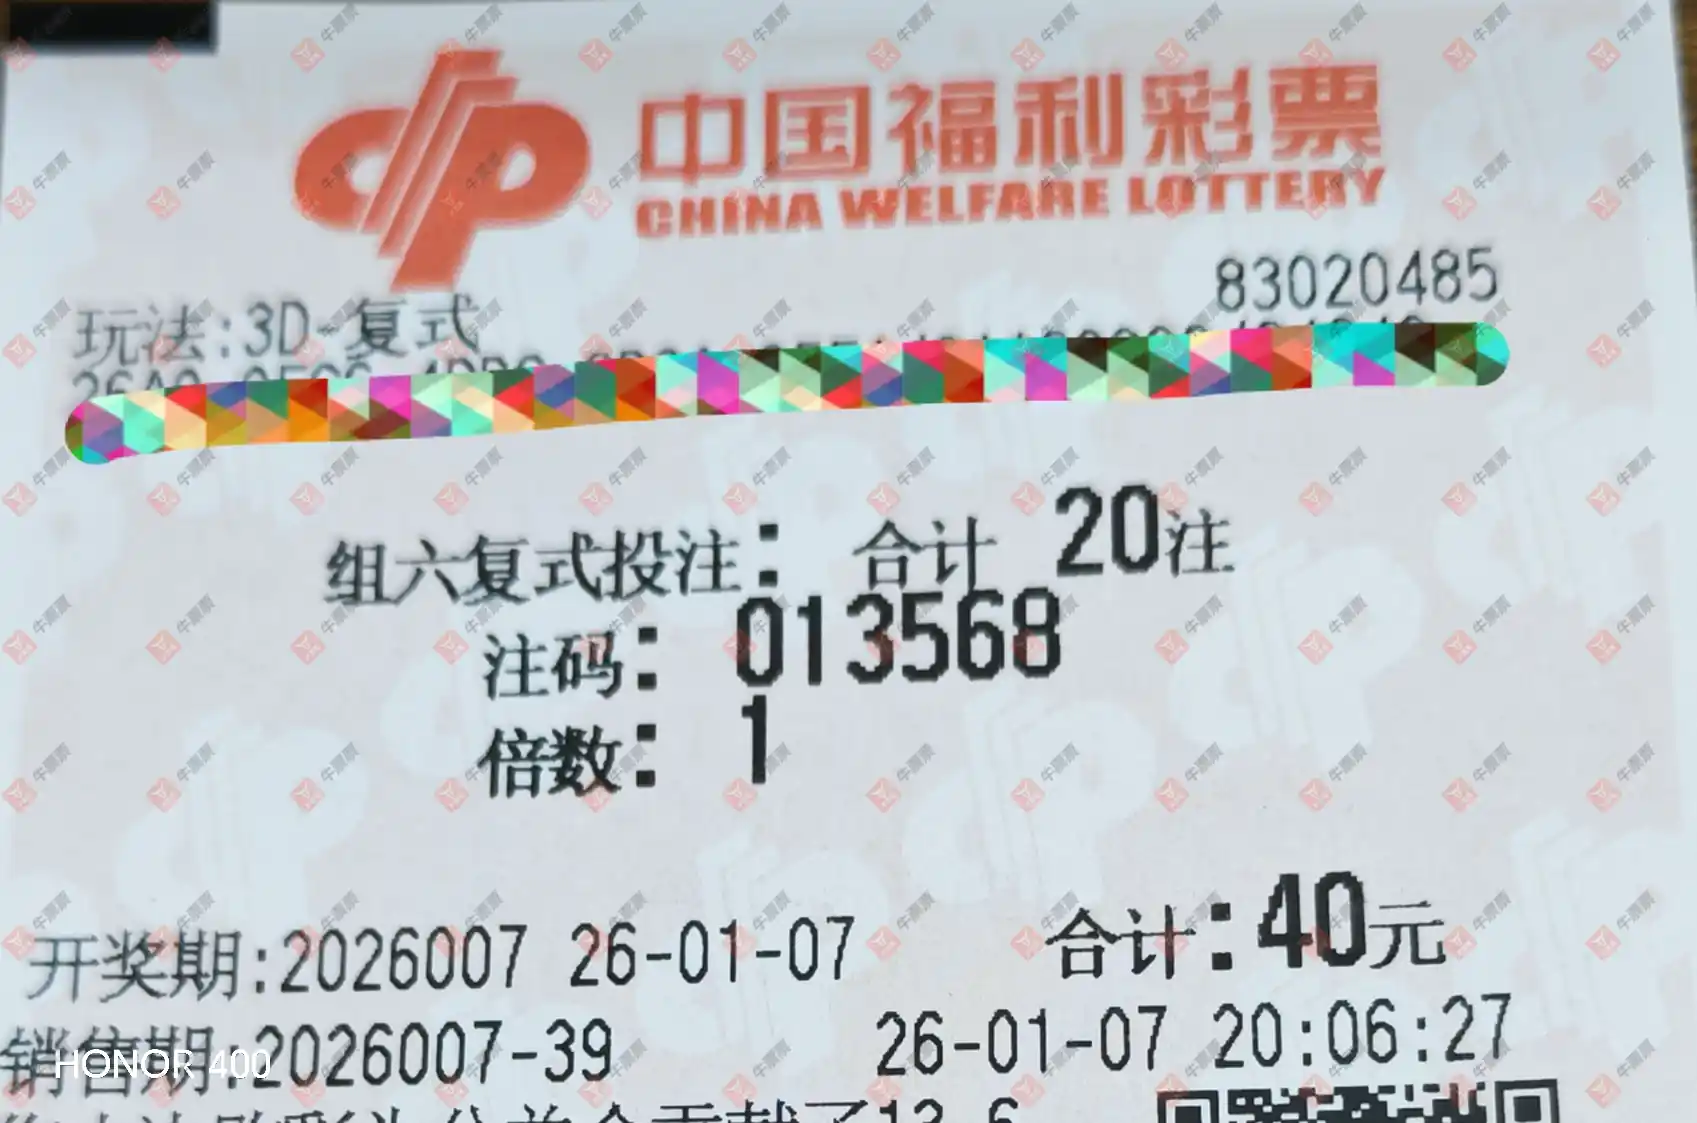 中国福利彩票
CHINA WELFARE LOTTERY
83020485
玩法:3D-复式
组六复式投注: 合计 20注
注码: 013568
倍数: 1
开奖期:2026007 26-01-07 合计:40元
销售期:2026007-39 26-01-07 20:06:27
HONOR 400
牛票票